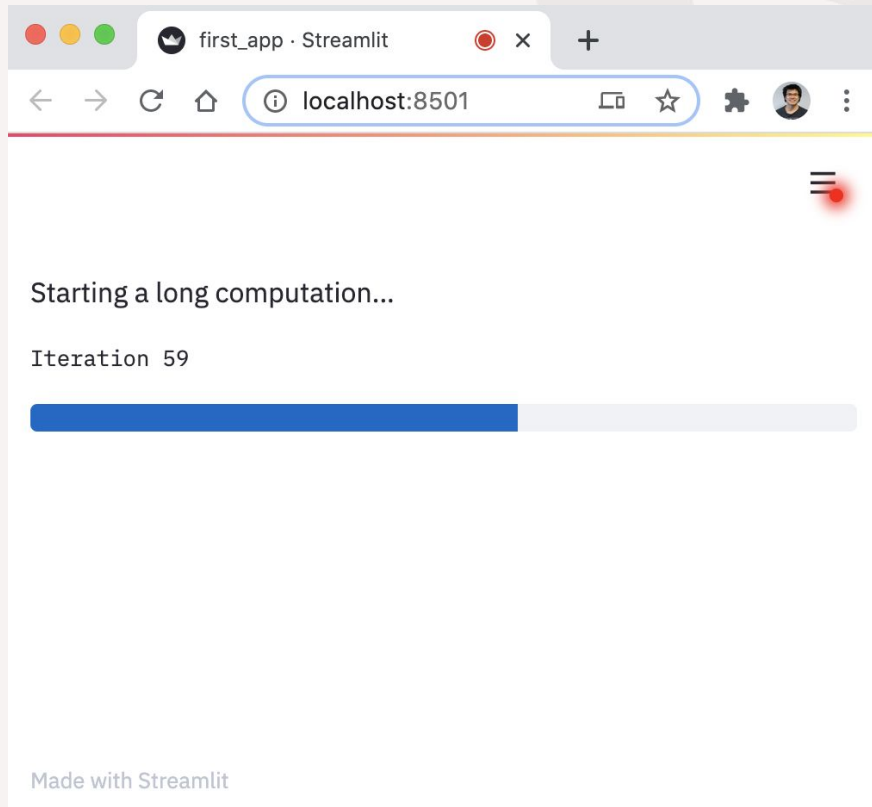 first_app · Streamlit
localhost:8501
Starting a long computation...
Iteration 59
Made with Streamlit